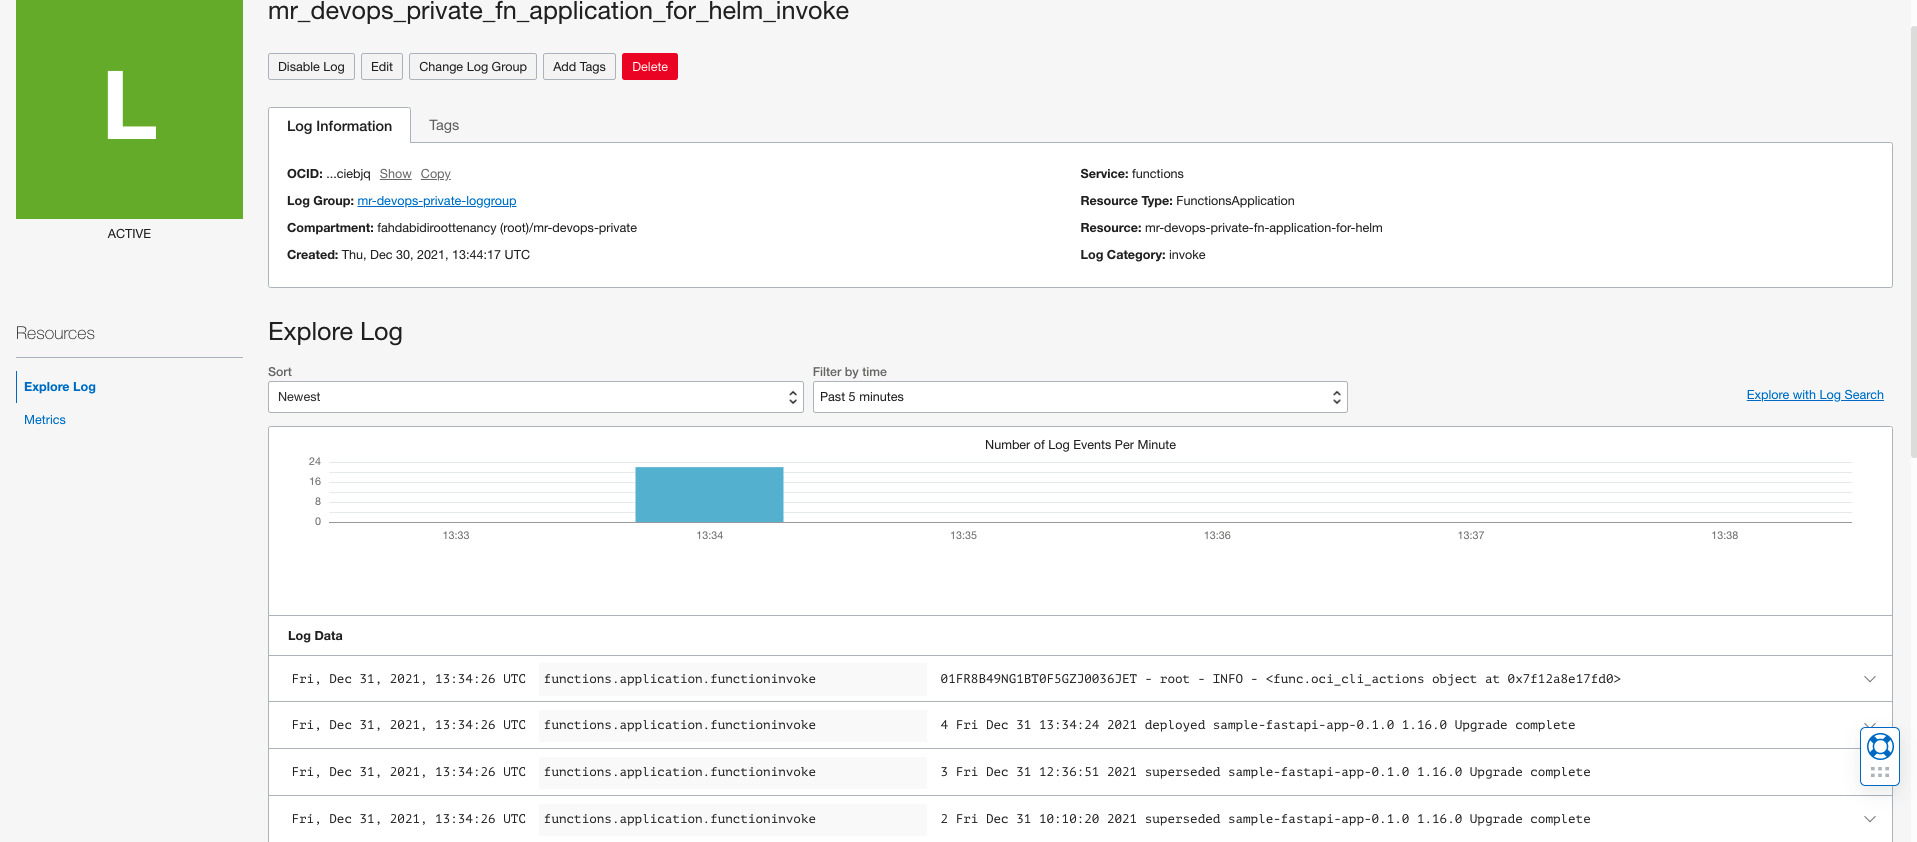 mr_devops_private_fn_application_for_helm_invoke
L
ACTIVE
Disable Log Edit Change Log Group Add Tags Delete
Log Information Tags
OCID: ...ciebjq Show Copy
Log Group: mr-devops-private-loggroup
Compartment: fahdabidiroottenancy (root)/mr-devops-private
Created: Thu, Dec 30, 2021, 13:44:17 UTC
Service: functions
Resource Type: FunctionsApplication
Resource: mr-devops-private-fn-application-for-helm
Log Category: invoke
Resources
Explore Log
Metrics
Explore Log
Sort
Newest
Filter by time
Past 5 minutes
Explore with Log Search
Number of Log Events Per Minute
24
16
8
0
13:33 13:34 13:35 13:36 13:37 13:38
Log Data
Fri, Dec 31, 2021, 13:34:26 UTC functions.application.functioninvoke 01FR8B49NG1BT0F5GZJ0036JET - root - INFO - <func.oci_cli_actions object at 0x7f12a8e17fd0>
Fri, Dec 31, 2021, 13:34:26 UTC functions.application.functioninvoke 4 Fri Dec 31 13:34:24 2021 deployed sample-fastapi-app-0.1.0 1.16.0 Upgrade complete
Fri, Dec 31, 2021, 13:34:26 UTC functions.application.functioninvoke 3 Fri Dec 31 12:36:51 2021 superseded sample-fastapi-app-0.1.0 1.16.0 Upgrade complete
Fri, Dec 31, 2021, 13:34:26 UTC functions.application.functioninvoke 2 Fri Dec 31 10:10:20 2021 superseded sample-fastapi-app-0.1.0 1.16.0 Upgrade complete